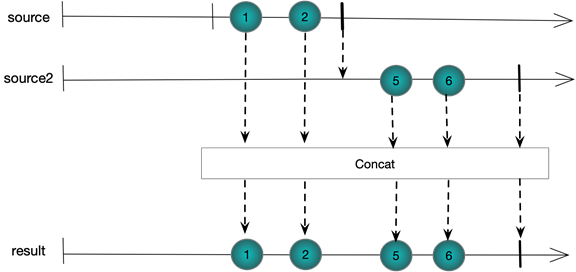 source 1 2
source2 5 6
Concat
result 1 2 5 6